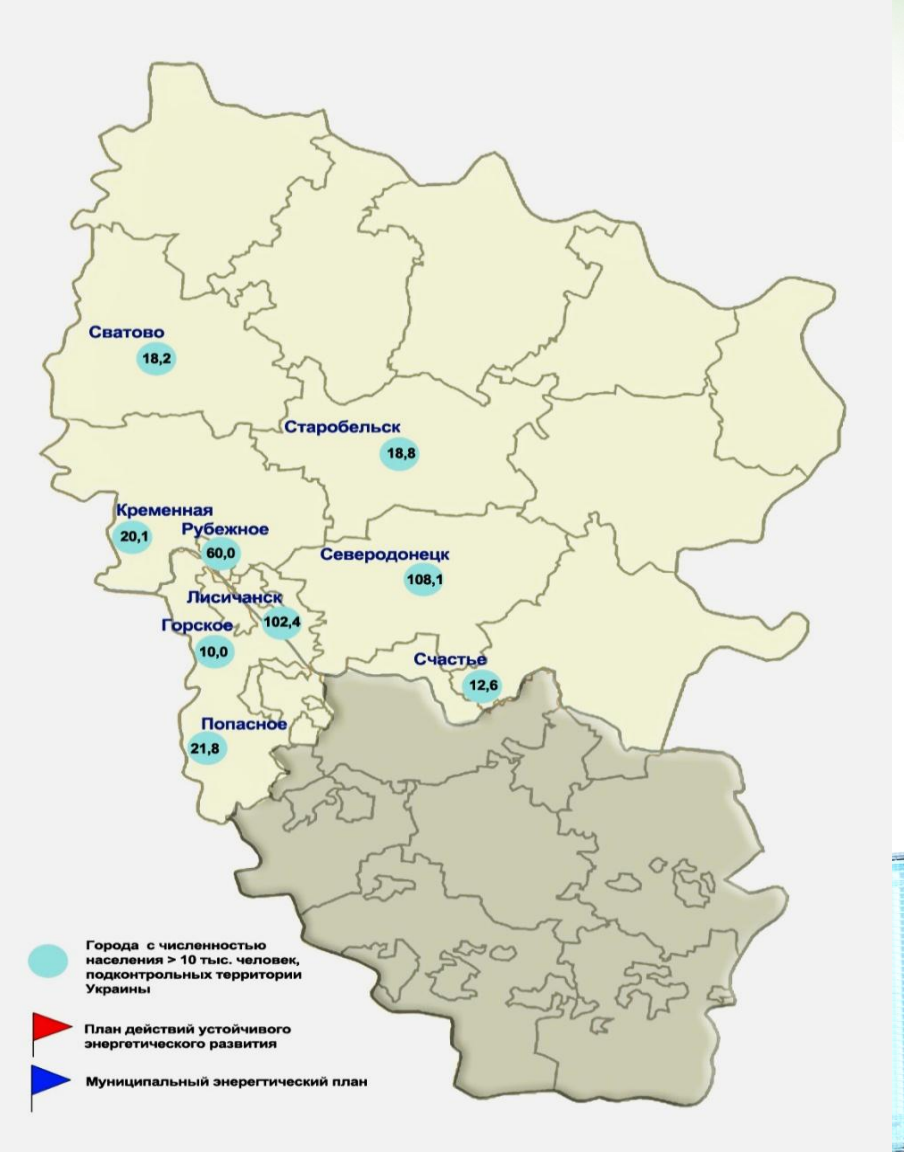 Сватово
18,2
Старобельск
18,8
Кременная
20,1
Рубежное
60,0
Северодонецк
108,1
Лисичанск
102,4
Горское
10,0
Счастье
12,6
Попасное
21,8
Города с численностью
населения > 10 тыс. человек,
подконтрольных территории
Украины
План действий устойчивого
энергетического развития
Муниципальный энерегтический план